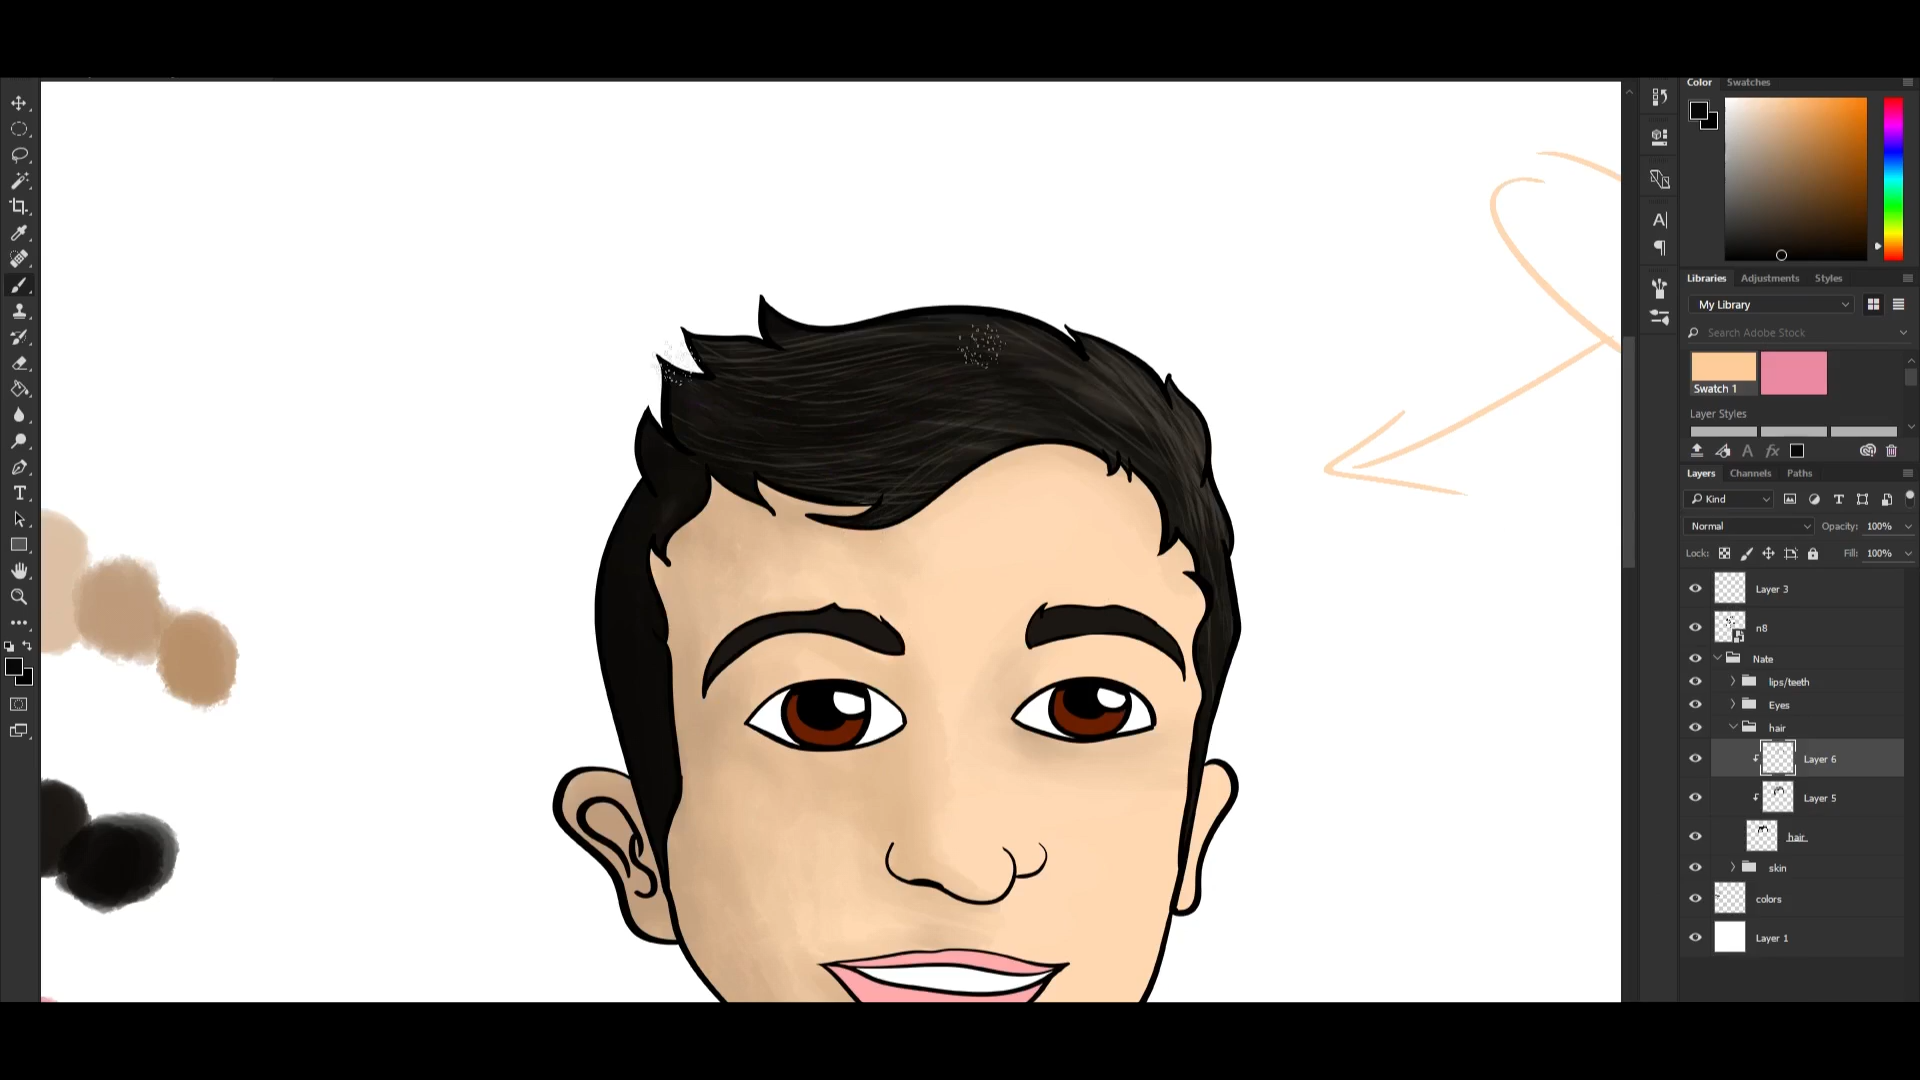 Color Swatches
Libraries Adjustments Styles
My Library
Search Adobe Stock
Swatch 1
Layer Styles
Layers Channels Paths
Kind
Normal Opacity: 100%
Lock: Fill: 100%
Layer 3
n8
Nate
lips/teeth
Eyes
hair
Layer 6
Layer 5
hair
skin
colors
Layer 1